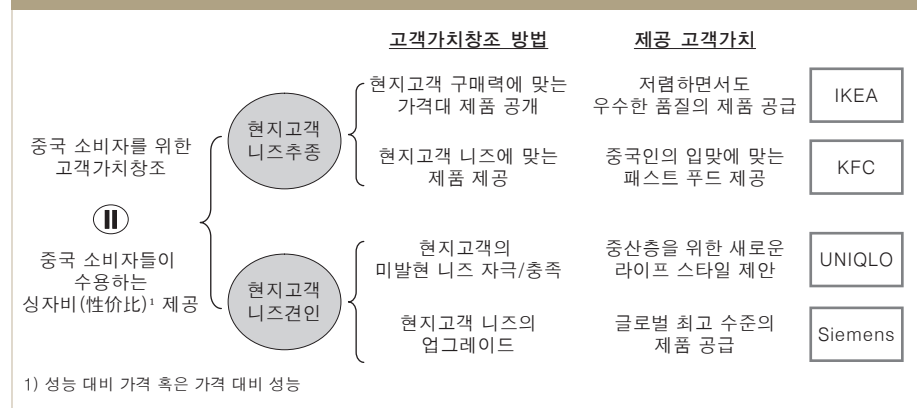 고객가치창조 방법
제공 고객가치
현지고객 구매력에 맞는
가격대 제품 공개
저렴하면서도
우수한 품질의 제품 공급
IKEA
현지고객
니즈추종
중국 소비자를 위한
고객가치창조
현지고객 니즈에 맞는
제품 제공
중국인의 입맛에 맞는
패스트 푸드 제공
KFC
중국 소비자들이
수용하는
싱자비(性价比)¹ 제공
현지고객
니즈견인
현지고객의
미발현 니즈 자극/충족
중산층을 위한 새로운
라이프 스타일 제안
UNIQLO
현지고객 니즈의
업그레이드
글로벌 최고 수준의
제품 공급
Siemens
1) 성능 대비 가격 혹은 가격 대비 성능